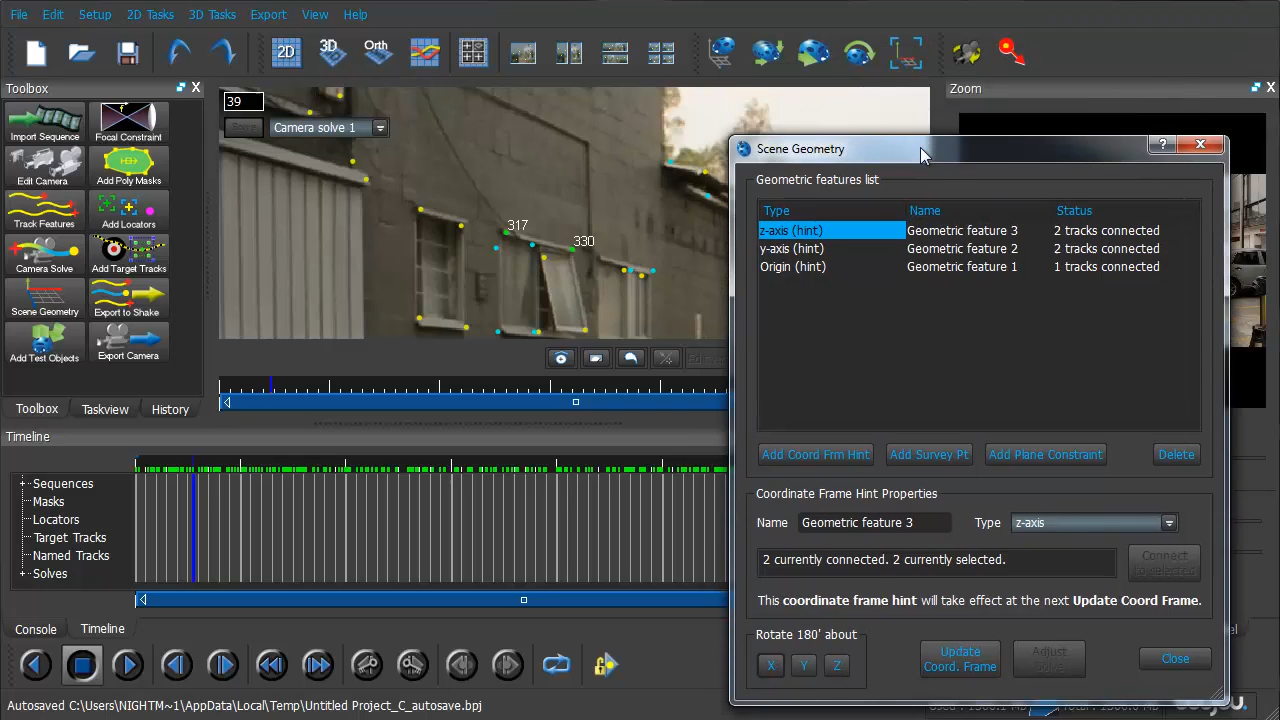 File Edit Setup 2D Tasks 3D Tasks Export View Help
2D 3D Orth
Toolbox
Zoom
39
Camera solve 1
Import Sequence
Focal Constraint
Edit Camera
Add Poly Masks
Track Features
Add Locators
Camera Solve
Add Target Tracks
Scene Geometry
Export to Shake
Add Test Objects
Export Camera
317
330
Toolbox Taskview History
Scene Geometry
Geometric features list
Type Name Status
z-axis (hint) Geometric feature 3 2 tracks connected
y-axis (hint) Geometric feature 2 2 tracks connected
Origin (hint) Geometric feature 1 1 tracks connected
Add Coord Frm Hint Add Survey Pt Add Plane Constraint Delete
Coordinate Frame Hint Properties
Name Geometric feature 3 Type z-axis
2 currently connected. 2 currently selected.
Connect
to selected
This coordinate frame hint will take effect at the next Update Coord Frame.
Rotate 180' about
X Y Z
Update
Coord. Frame
Adjust
Solve
Close
Timeline
Sequences
Masks
Locators
Target Tracks
Named Tracks
Solves
Console Timeline
Autosaved C:\Users\NIGHTM~1\AppData\Local\Temp\Untitled Project_C_autosave.bpj